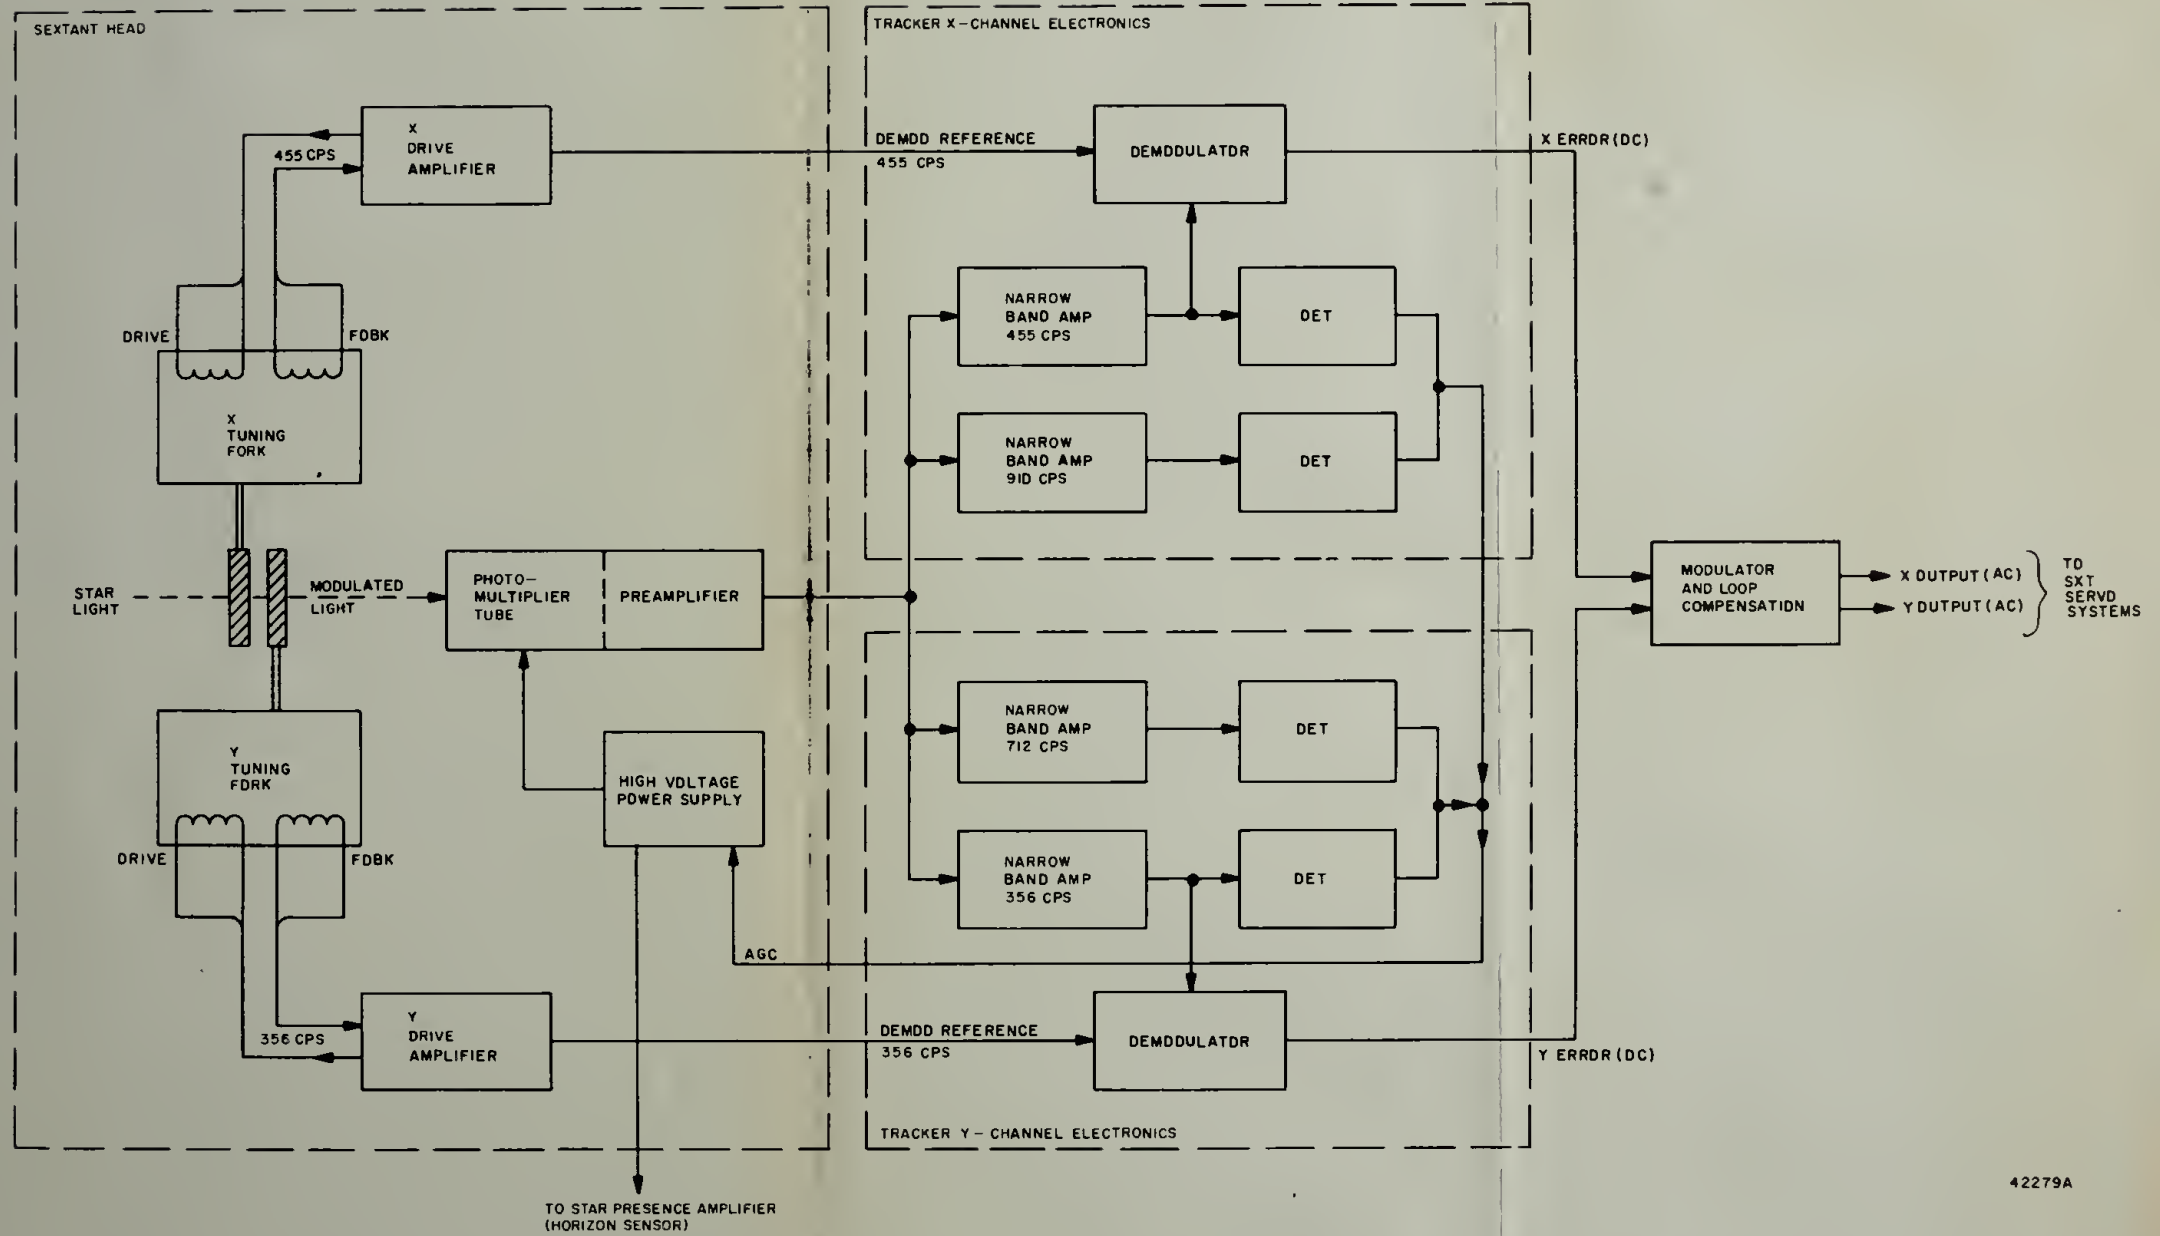 SEXTANT HEAD
TRACKER X-CHANNEL ELECTRONICS
X
DRIVE
AMPLIFIER
455 CPS
DEMOD REFERENCE
455 CPS
DEMODULATOR
X ERROR (DC)
DRIVE
FDBK
X
TUNING
FORK
NARROW
BAND AMP
455 CPS
DET
NARROW
BAND AMP
910 CPS
DET
STAR
LIGHT
MODULATED
LIGHT
PHOTO-
MULTIPLIER
TUBE
PREAMPLIFIER
MODULATOR
AND LOOP
COMPENSATION
X OUTPUT (AC)
Y OUTPUT (AC)
TO
SXT
SERVO
SYSTEMS
Y
TUNING
FORK
DRIVE
FDBK
HIGH VOLTAGE
POWER SUPPLY
NARROW
BAND AMP
712 CPS
DET
NARROW
BAND AMP
356 CPS
DET
AGC
356 CPS
Y
DRIVE
AMPLIFIER
DEMOD REFERENCE
356 CPS
DEMODULATOR
Y ERROR (DC)
TRACKER Y- CHANNEL ELECTRONICS
TO STAR PRESENCE AMPLIFIER
(HORIZON SENSOR)
42279A